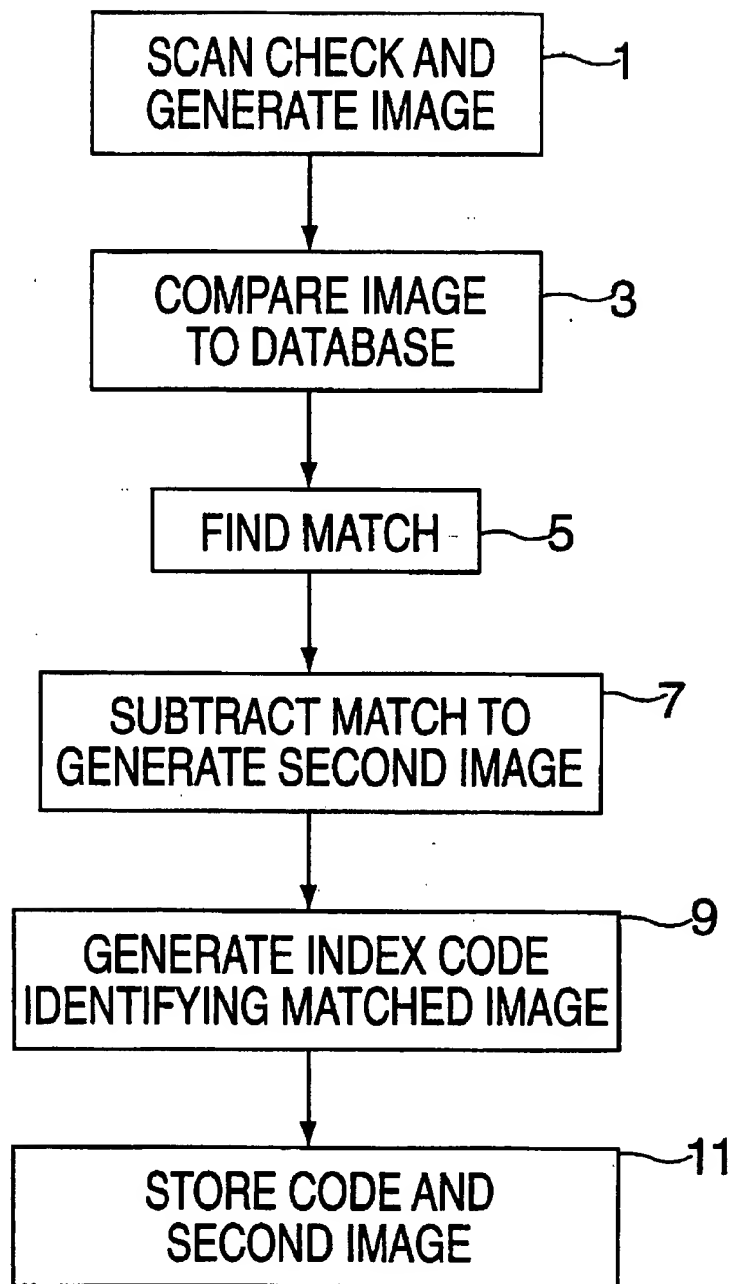 SCAN CHECK AND
GENERATE IMAGE
1
COMPARE IMAGE
TO DATABASE
3
FIND MATCH
5
SUBTRACT MATCH TO
GENERATE SECOND IMAGE
7
GENERATE INDEX CODE
IDENTIFYING MATCHED IMAGE
9
STORE CODE AND
SECOND IMAGE
11